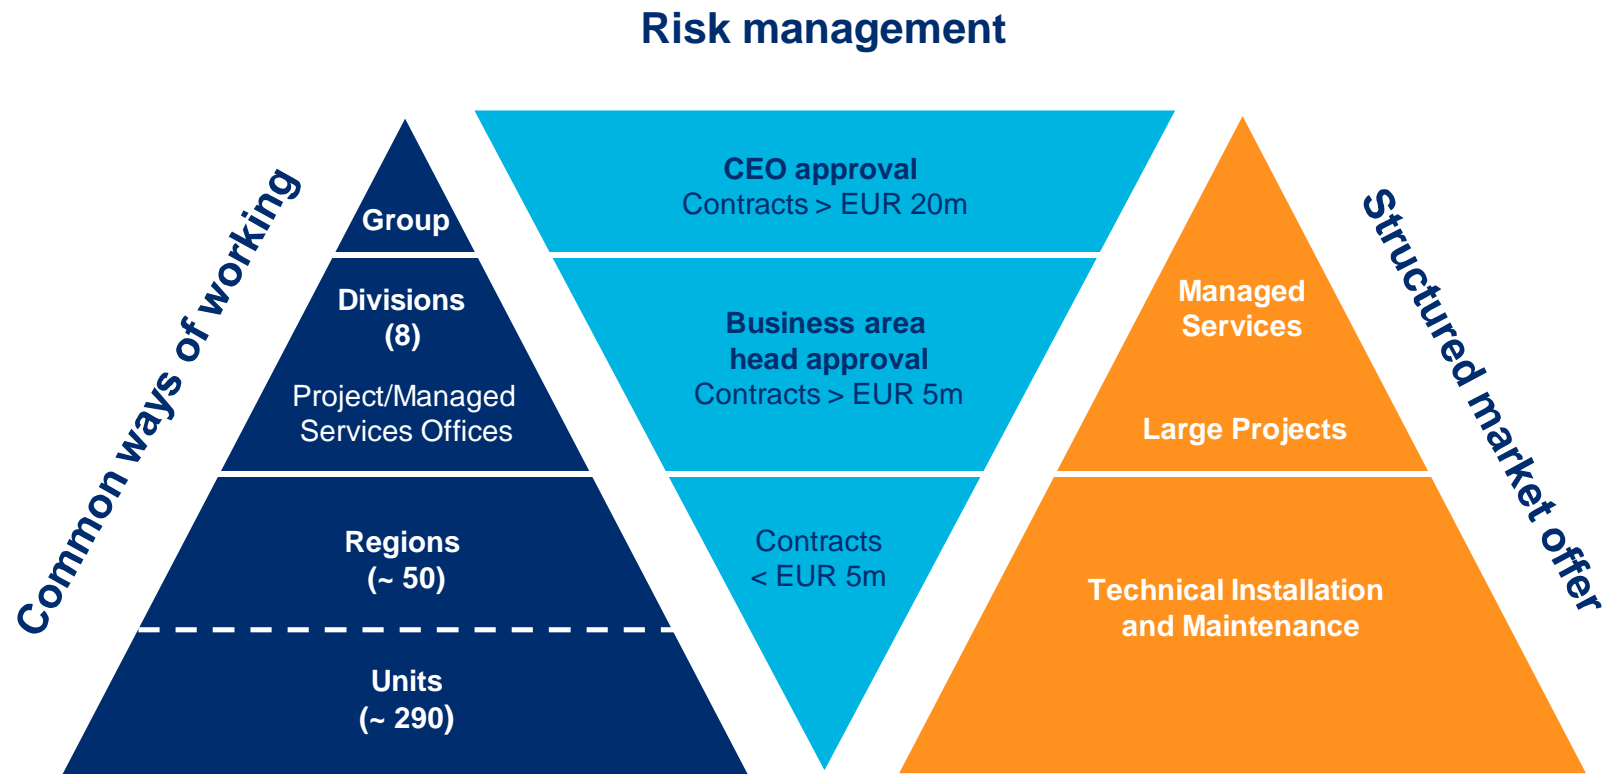 Risk management
Common ways of working
Group
Divisions
(8)
Project/Managed
Services Offices
Regions
(~ 50)
Units
(~ 290)
CEO approval
Contracts > EUR 20m
Business area
head approval
Contracts > EUR 5m
Contracts
< EUR 5m
Managed
Services
Large Projects
Technical Installation
and Maintenance
Structured market offer